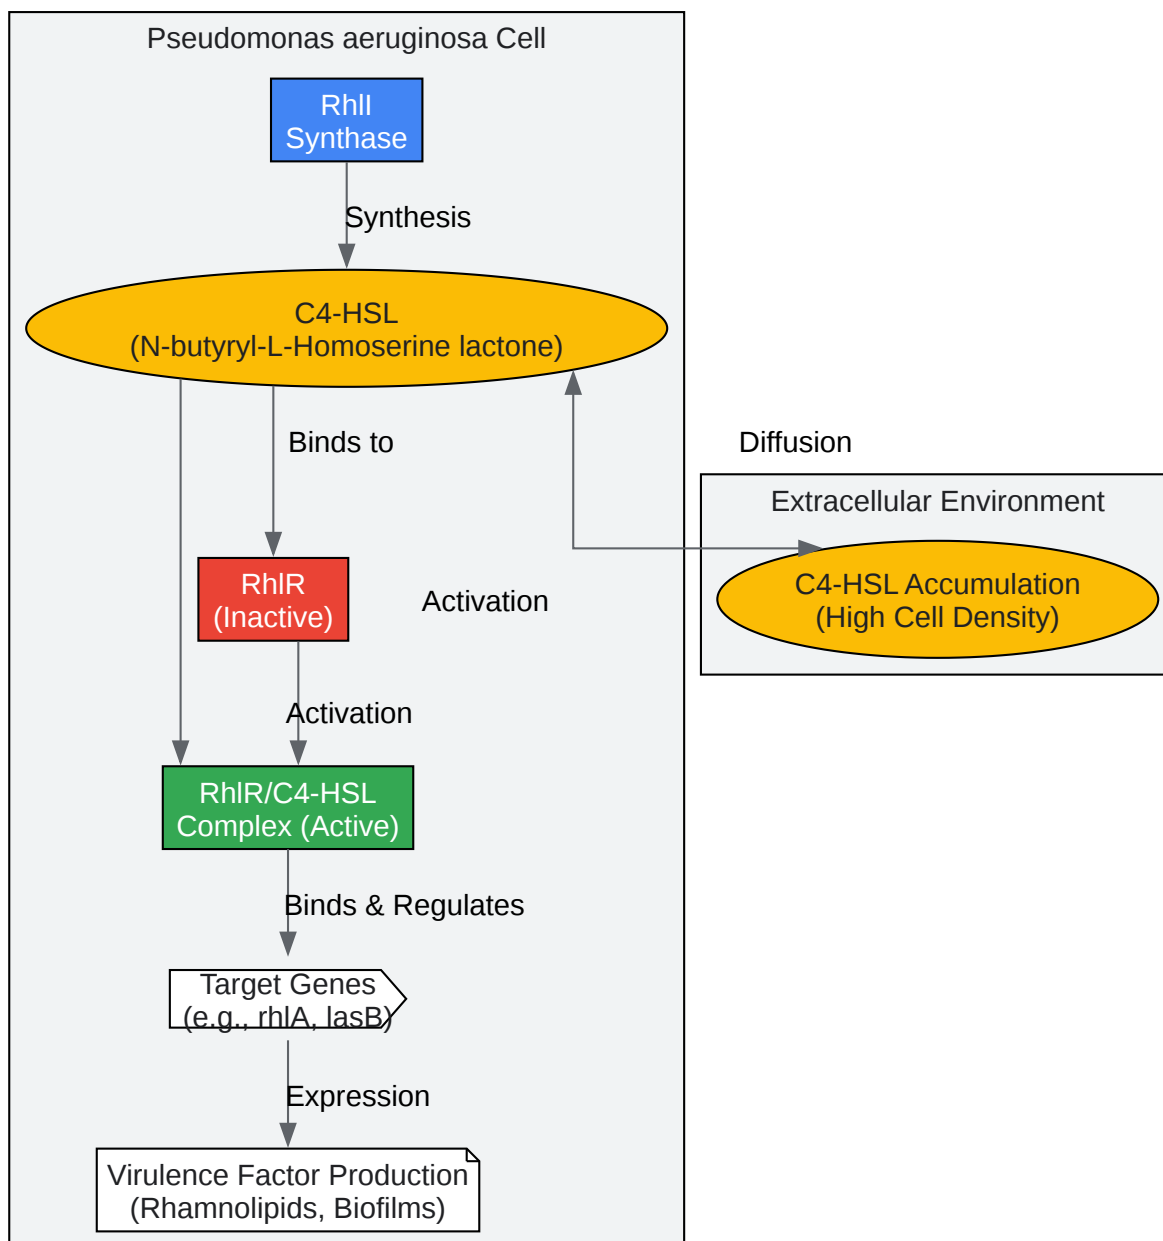 Pseudomonas aeruginosa Cell
RhlI
Synthase
Synthesis
C4-HSL
(N-butyryl-L-Homoserine lactone)
Binds to
Diffusion
Extracellular Environment
C4-HSL Accumulation
(High Cell Density)
RhlR
(Inactive)
Activation
Activation
RhlR/C4-HSL
Complex (Active)
Binds & Regulates
Target Genes
(e.g., rhlA, lasB)
Expression
Virulence Factor Production
(Rhamnolipids, Biofilms)